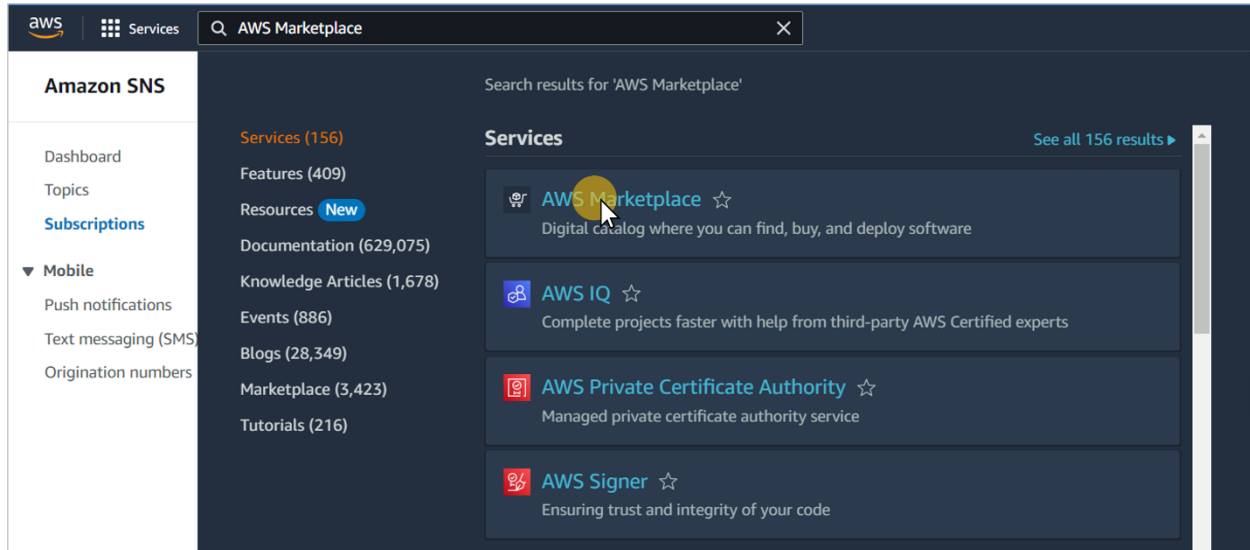 aws
Services
AWS Marketplace
Amazon SNS
Dashboard
Topics
Subscriptions
Mobile
Push notifications
Text messaging (SMS)
Origination numbers
Search results for 'AWS Marketplace'
Services (156)
Features (409)
Resources New
Documentation (629,075)
Knowledge Articles (1,678)
Events (886)
Blogs (28,349)
Marketplace (3,423)
Tutorials (216)
Services
See all 156 results
AWS Marketplace
Digital catalog where you can find, buy, and deploy software
AWS IQ
Complete projects faster with help from third-party AWS Certified experts
AWS Private Certificate Authority
Managed private certificate authority service
AWS Signer
Ensuring trust and integrity of your code